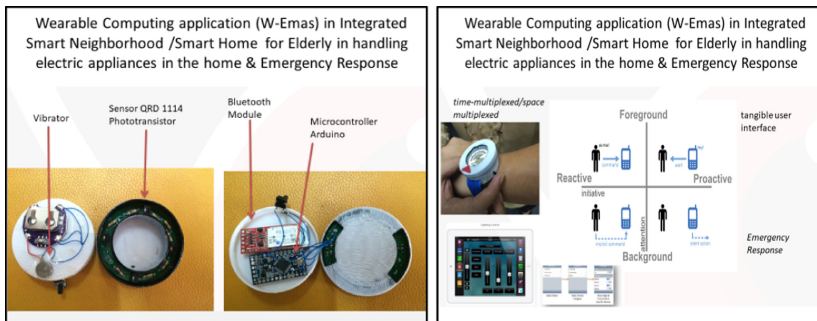 Wearable Computing application (W-Emas) in Integrated
Smart Neighborhood /Smart Home for Elderly in handling
electric appliances in the home & Emergency Response
Vibrator
Sensor QRD 1114
Phototransistor
Bluetooth
Module
Microcontroller
Arduino
Wearable Computing application (W-Emas) in Integrated
Smart Neighborhood /Smart Home for Elderly in handling
electric appliances in the home & Emergency Response
time-multiplexed/space
multiplexed
Foreground
tangible user
interface
Reactive
Proactive
initiative
attention
Background
Emergency
Response